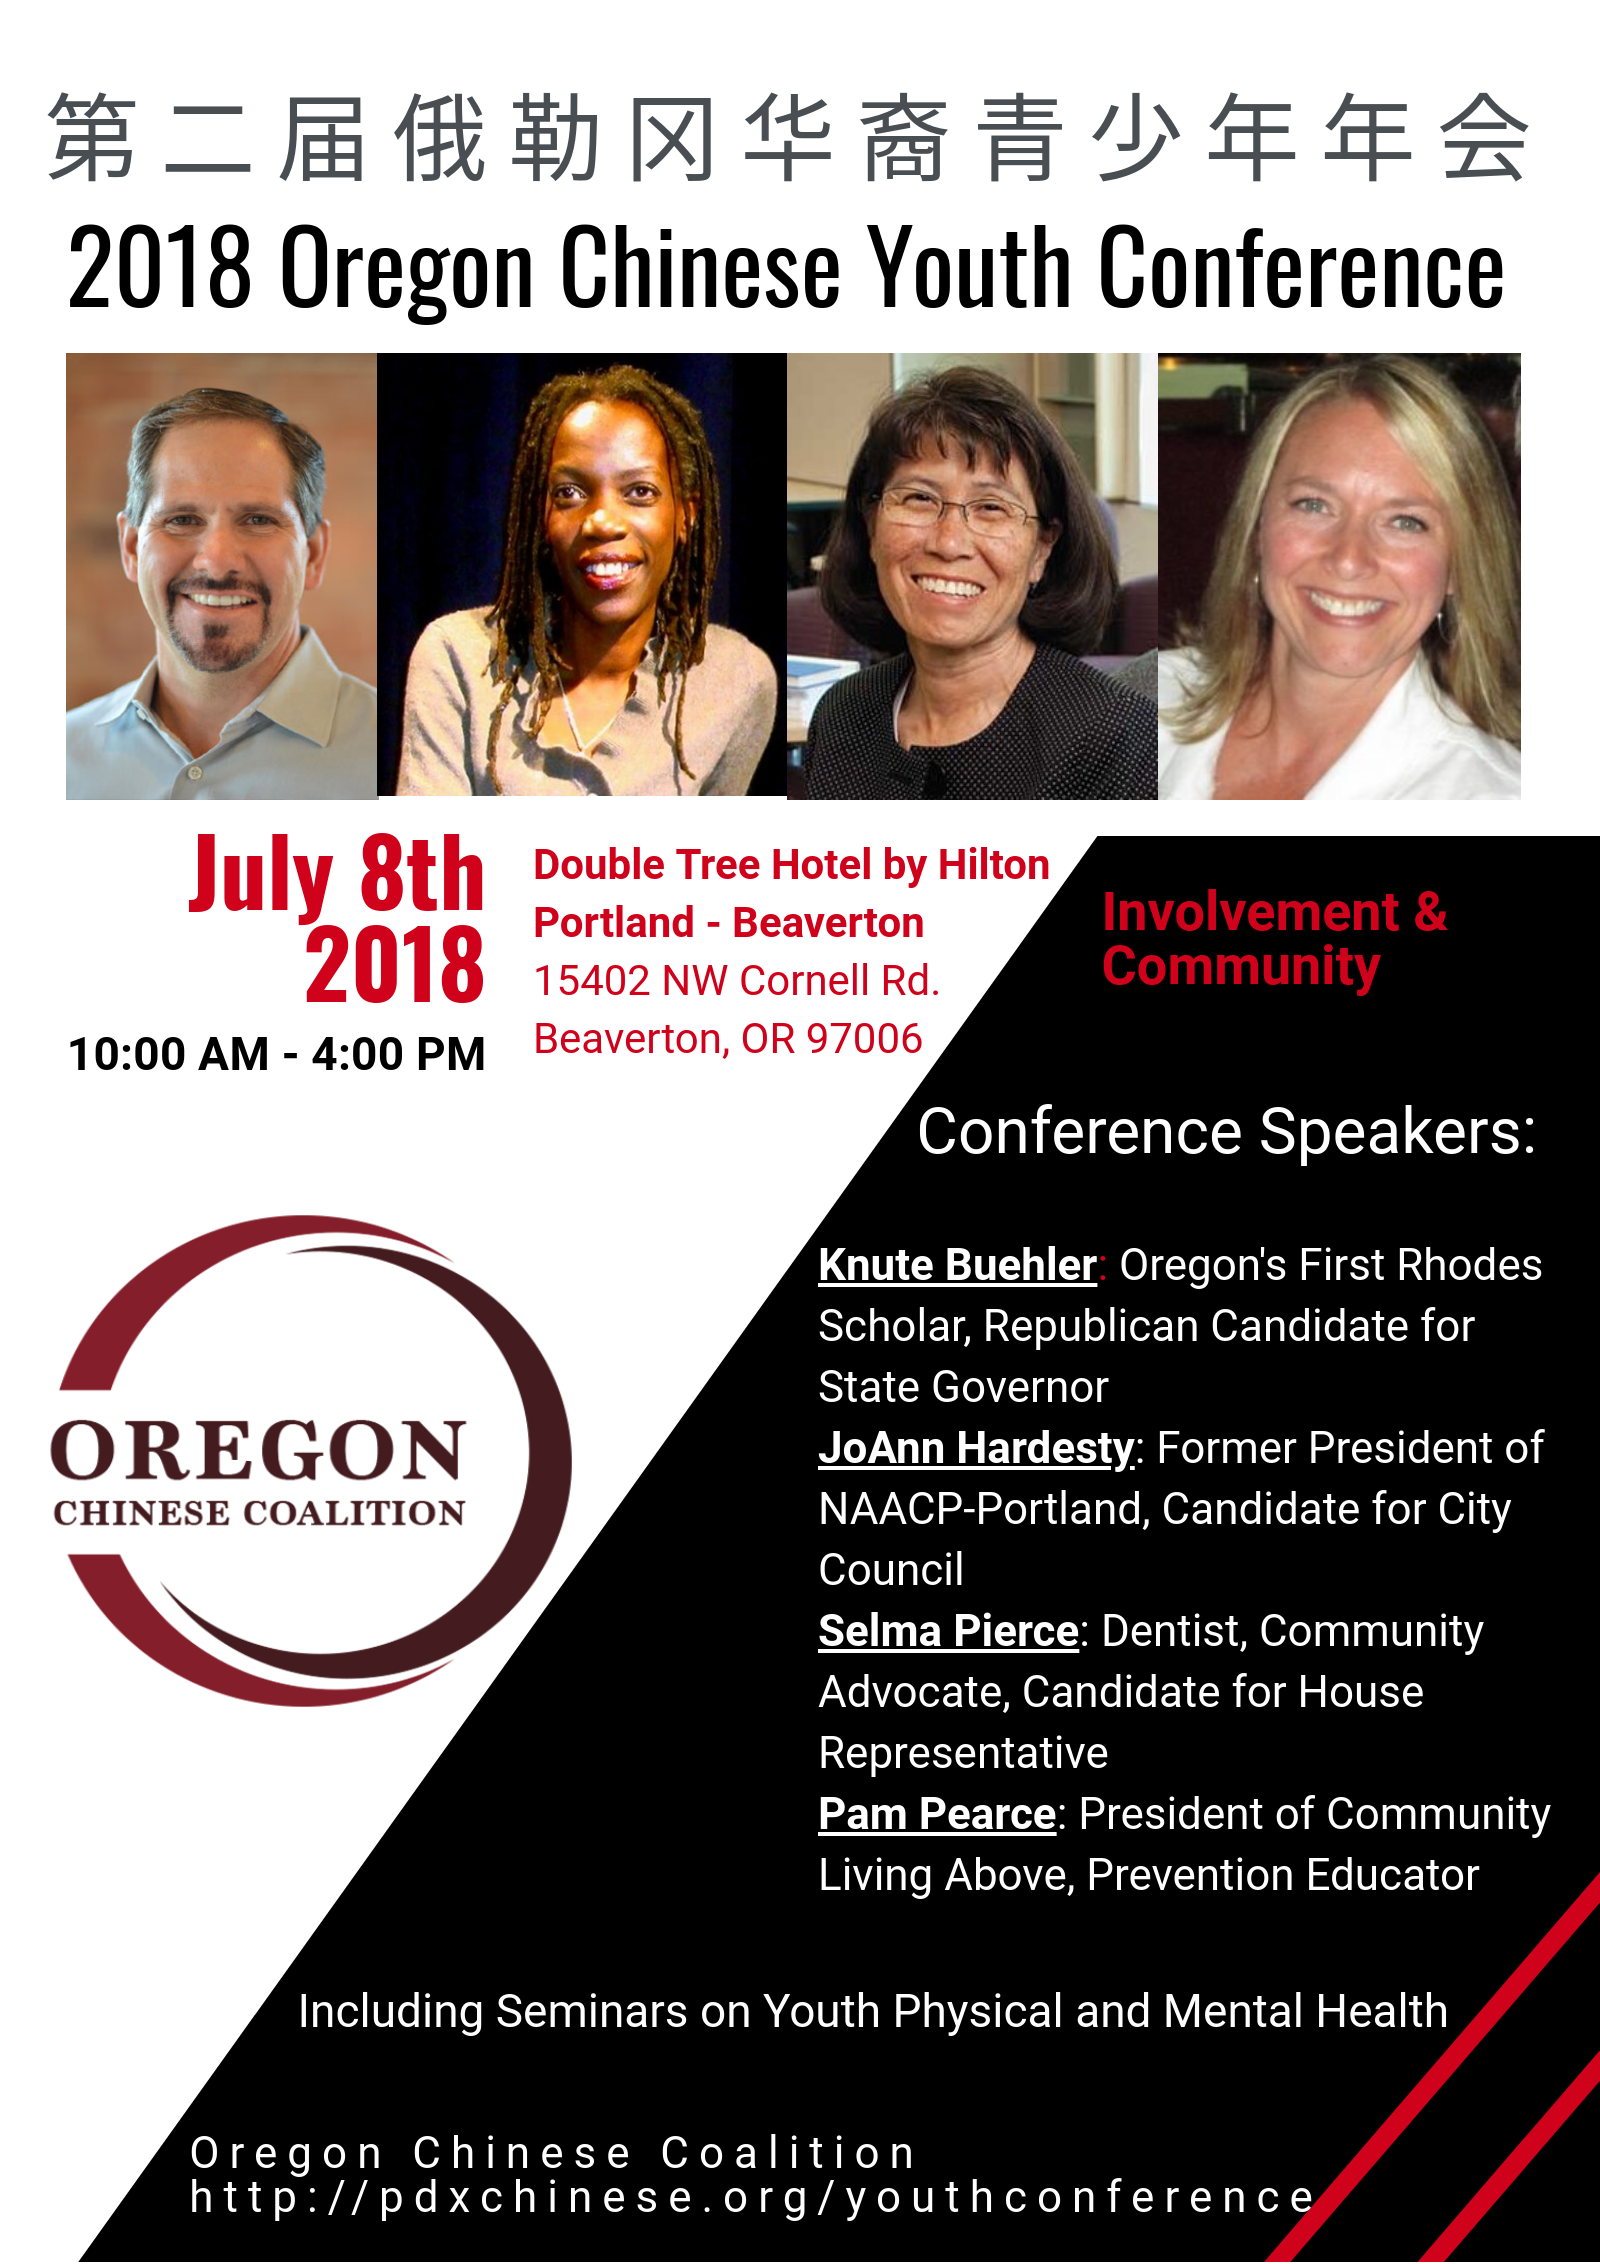 第二届俄勒冈华裔青少年年会
2018 Oregon Chinese Youth Conference
July 8th
2018
10:00 AM - 4:00 PM
Double Tree Hotel by Hilton
Portland - Beaverton
15402 NW Cornell Rd.
Beaverton, OR 97006
Involvement &
Community
Conference Speakers:
Knute Buehler: Oregon's First Rhodes
Scholar, Republican Candidate for
State Governor
JoAnn Hardesty: Former President of
NAACP-Portland, Candidate for City
Council
Selma Pierce: Dentist, Community
Advocate, Candidate for House
Representative
Pam Pearce: President of Community
Living Above, Prevention Educator
OREGON
CHINESE COALITION
Including Seminars on Youth Physical and Mental Health
Oregon Chinese Coalition
http://pdxchinese.org/youthconference